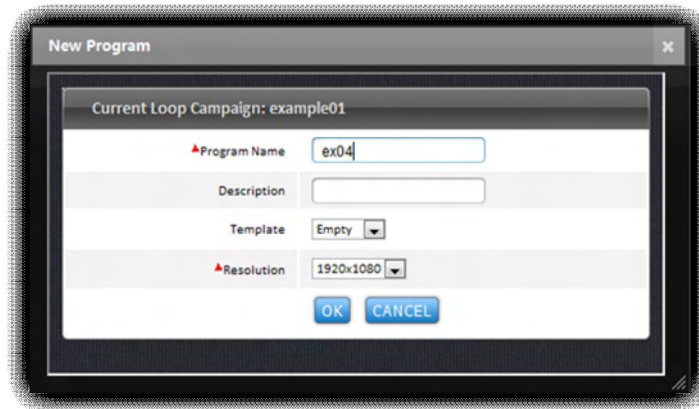 New Program
Current Loop Campaign: example01
Program Name ex04
Description
Template Empty
Resolution 1920x1080
OK CANCEL